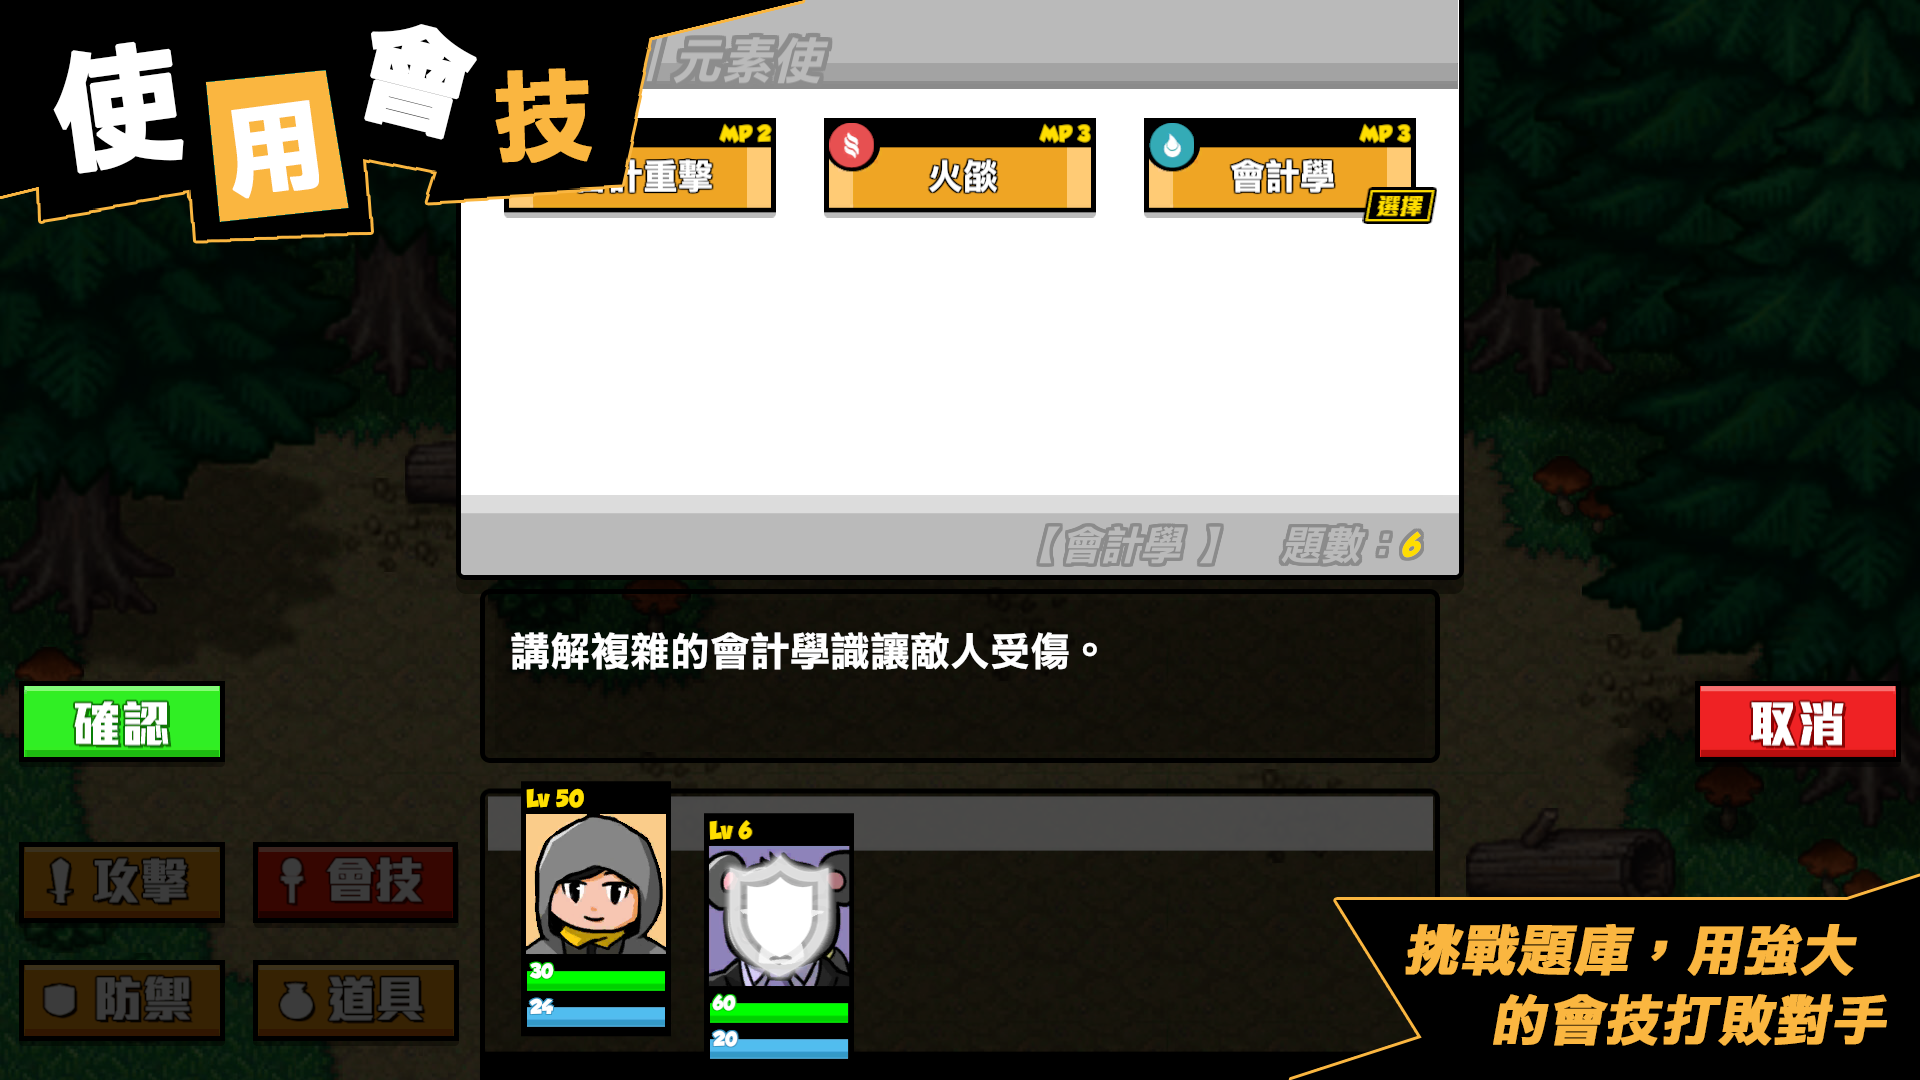 使用會技
元素使
MP 2
計重擊
MP 3
火燄
MP 3
會計學
選擇
【會計學 】 題數：6
講解複雜的會計學識讓敵人受傷。
確認
取消
攻擊
會技
防禦
道具
Lv 50
30
24
Lv 6
60
20
挑戰題庫，用強大
的會技打敗對手